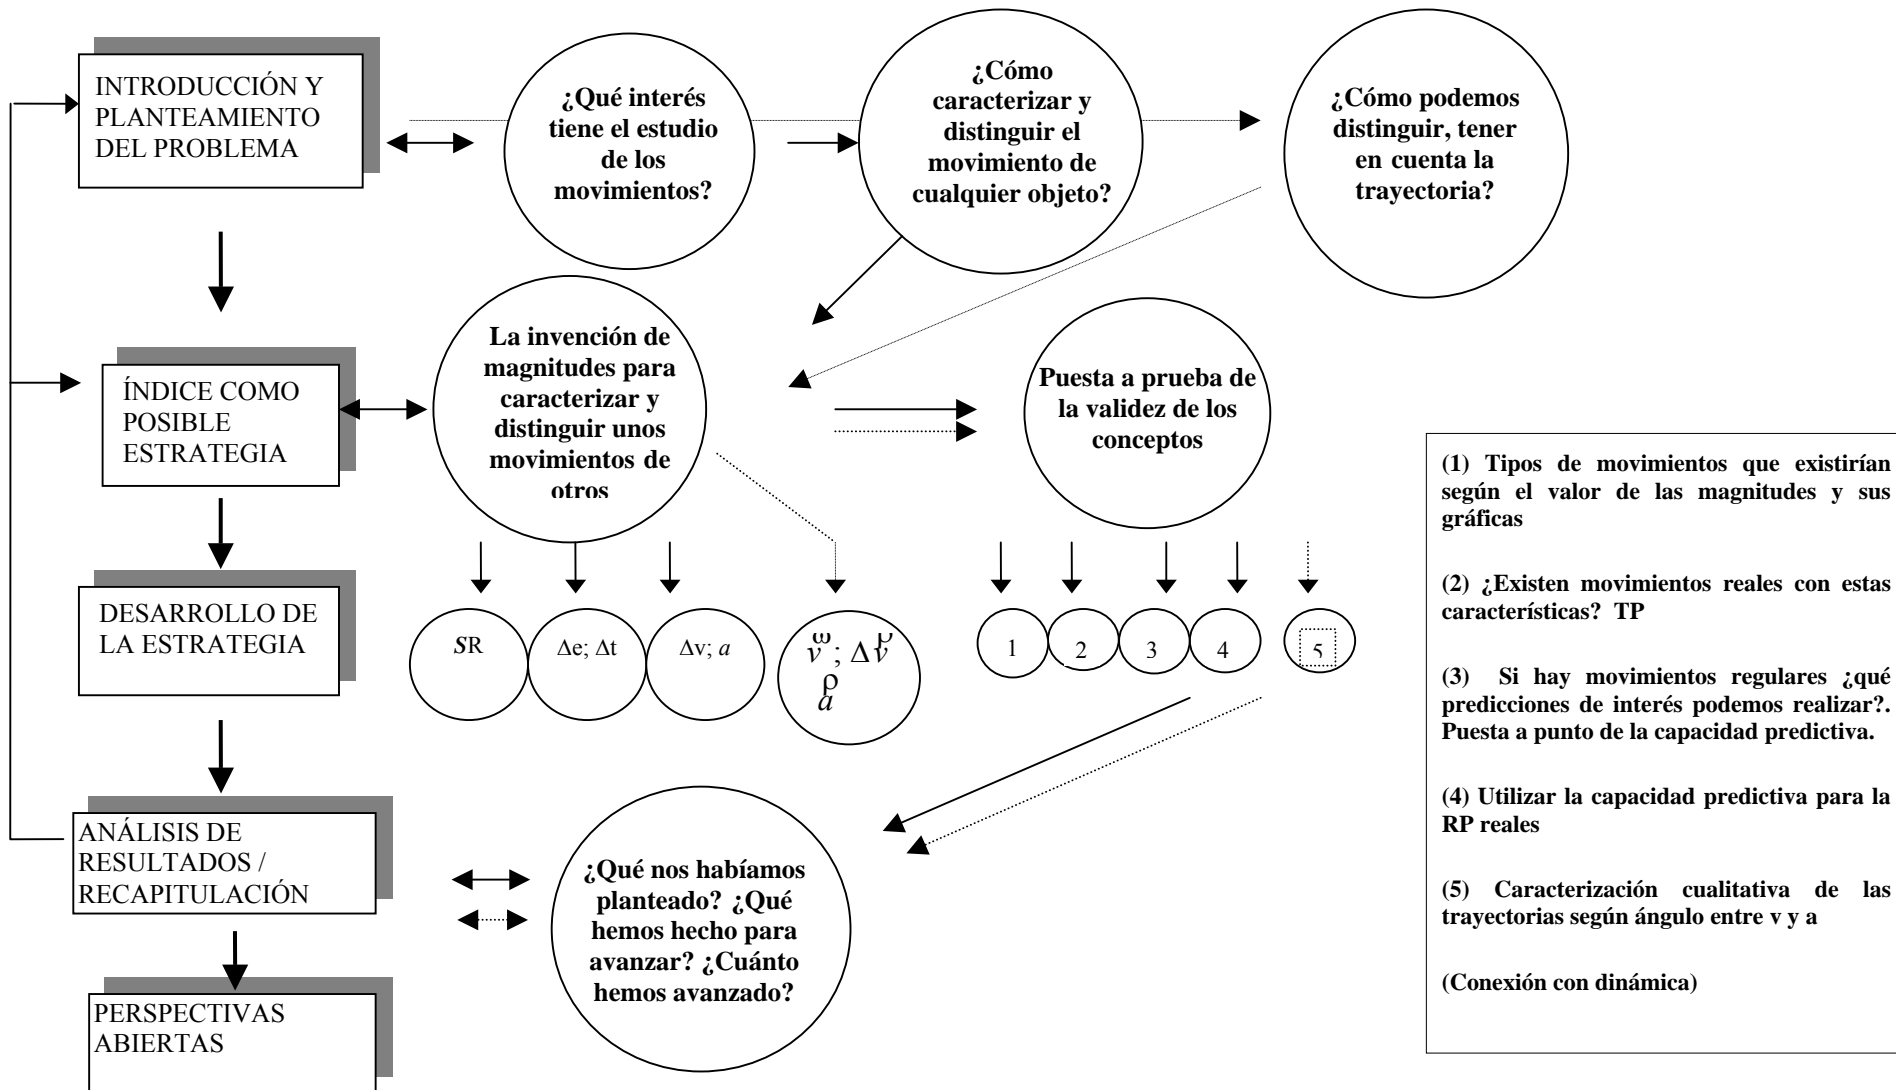 INTRODUCCIÓN Y
PLANTEAMIENTO
DEL PROBLEMA
¿Qué interés
tiene el estudio
de los
movimientos?
¿Cómo
caracterizar y
distinguir el
movimiento de
cualquier objeto?
¿Cómo podemos
distinguir, tener
en cuenta la
trayectoria?
ÍNDICE COMO
POSIBLE
ESTRATEGIA
La invención de
magnitudes para
caracterizar y
distinguir unos
movimientos de
otros
Puesta a prueba de
la validez de los
conceptos
DESARROLLO DE
LA ESTRATEGIA
SR
Δe; Δt
Δv; a
ω ρ
v; Δv
ρ
a
1
2
3
4
5
ANÁLISIS DE
RESULTADOS /
RECAPITULACIÓN
¿Qué nos habíamos
planteado? ¿Qué
hemos hecho para
avanzar? ¿Cuánto
hemos avanzado?
PERSPECTIVAS
ABIERTAS
(1) Tipos de movimientos que existirían
según el valor de las magnitudes y sus
gráficas
(2) ¿Existen movimientos reales con estas
características? TP
(3) Si hay movimientos regulares ¿qué
predicciones de interés podemos realizar?.
Puesta a punto de la capacidad predictiva.
(4) Utilizar la capacidad predictiva para la
RP reales
(5) Caracterización cualitativa de las
trayectorias según ángulo entre v y a
(Conexión con dinámica)